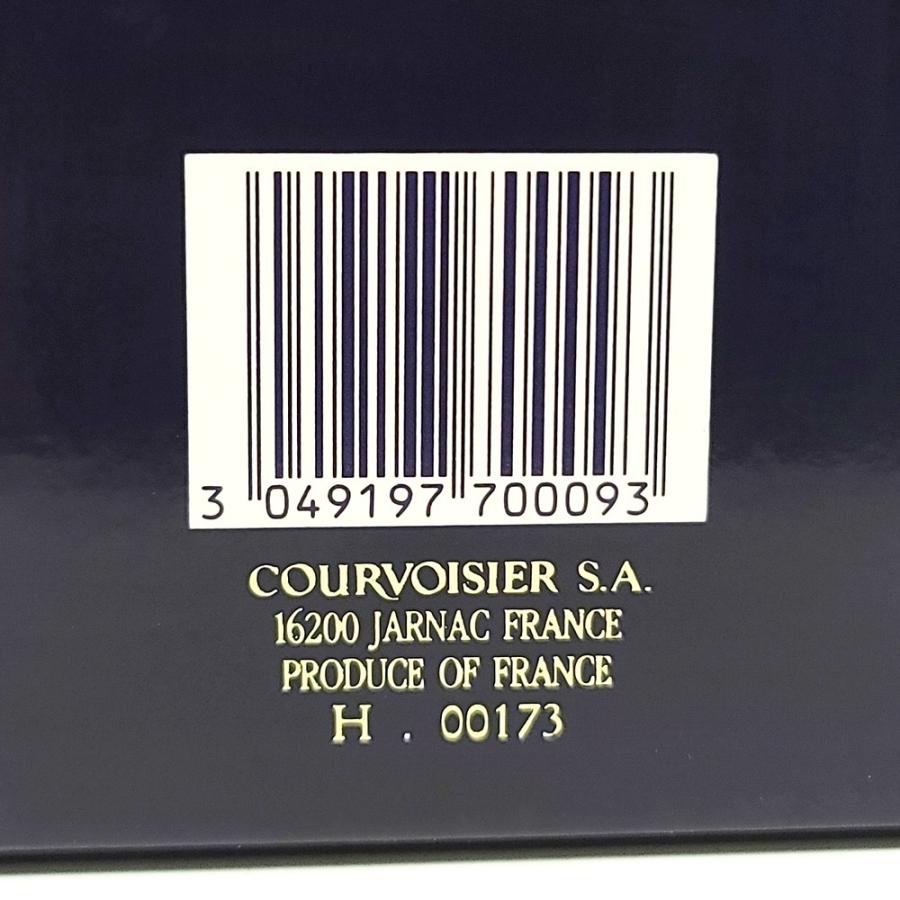 3 049197 700093
COURVOISIER S.A.
16200 JARNAC FRANCE
PRODUCE OF FRANCE
H . 00173